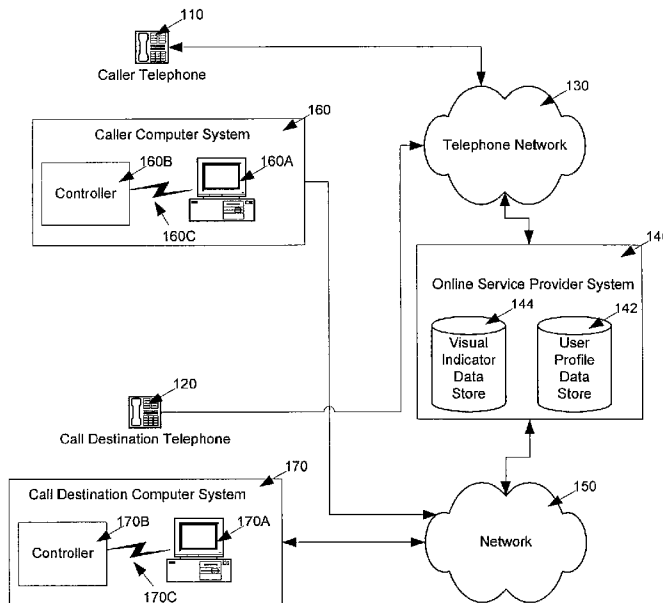 110
Caller Telephone
130
Telephone Network
160
Caller Computer System
160B
160A
Controller
160C
Online Service Provider System
144
142
Visual
Indicator
Data
Store
User
Profile
Data
Store
120
Call Destination Telephone
170
Call Destination Computer System
170B
170A
Controller
170C
150
Network